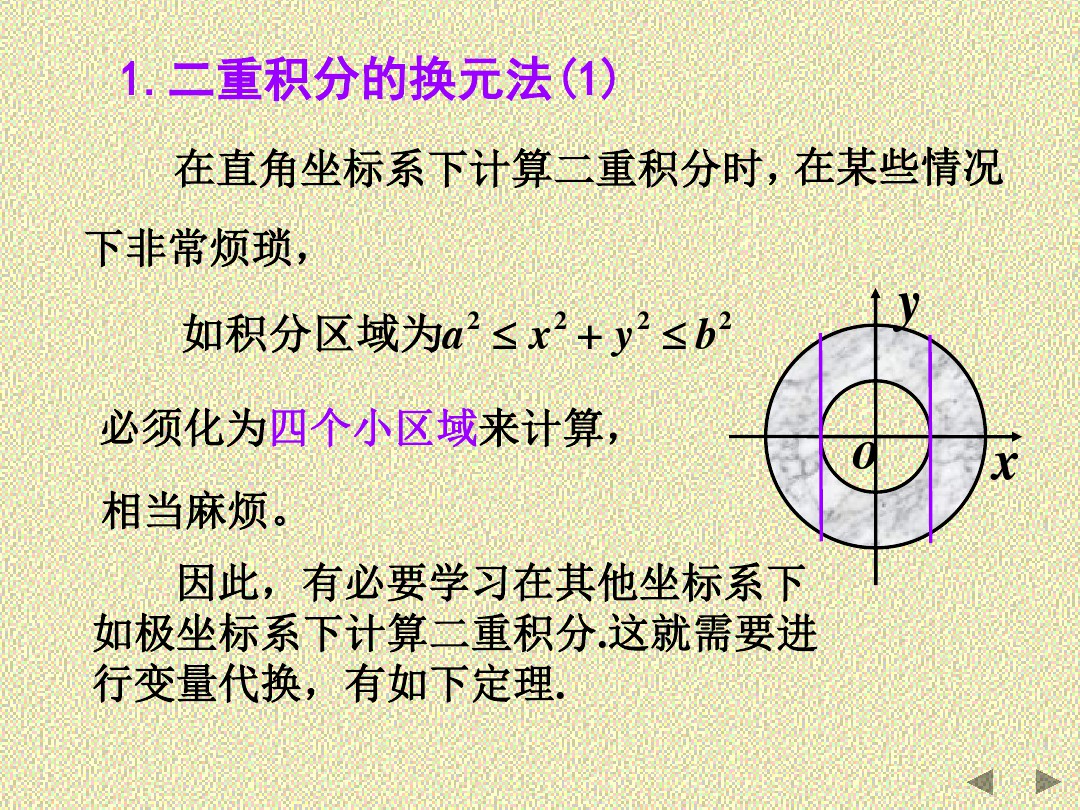 1.二重积分的换元法(1)
在直角坐标系下计算二重积分时，在某些情况
下非常烦琐，
如积分区域为a² ≤ x² + y² ≤ b²
必须化为四个小区域来计算，
相当麻烦。
y
o
x
因此，有必要学习在其他坐标系下
如极坐标系下计算二重积分.这就需要进
行变量代换，有如下定理.